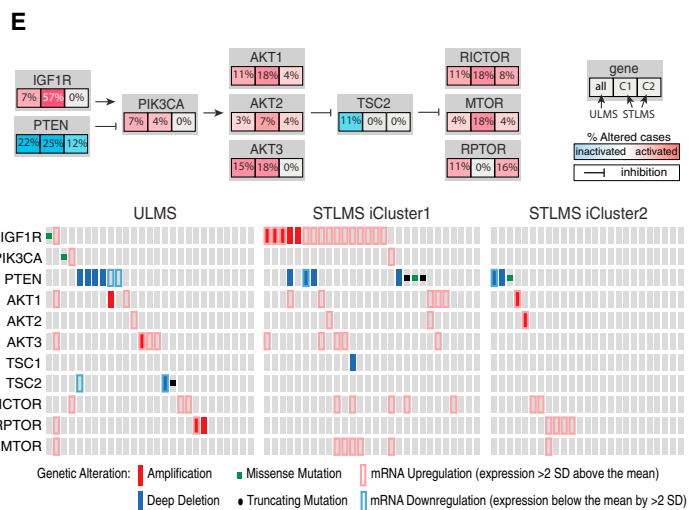 E
IGF1R
7% 57% 0%
PTEN
22% 25% 12%
PIK3CA
7% 4% 0%
AKT1
11% 18% 4%
AKT2
3% 7% 4%
AKT3
15% 18% 0%
TSC2
11% 0% 0%
RICTOR
11% 18% 8%
MTOR
4% 18% 4%
RPTOR
11% 0% 16%
gene
all C1 C2
ULMS STLMS
% Altered cases
inactivated activated
inhibition
ULMS STLMS iCluster1 STLMS iCluster2
IGF1R
PIK3CA
PTEN
AKT1
AKT2
AKT3
TSC1
TSC2
RICTOR
RPTOR
MTOR
Genetic Alteration: Amplification Missense Mutation mRNA Upregulation (expression >2 SD above the mean)
Deep Deletion Truncating Mutation mRNA Downregulation (expression below the mean by >2 SD)